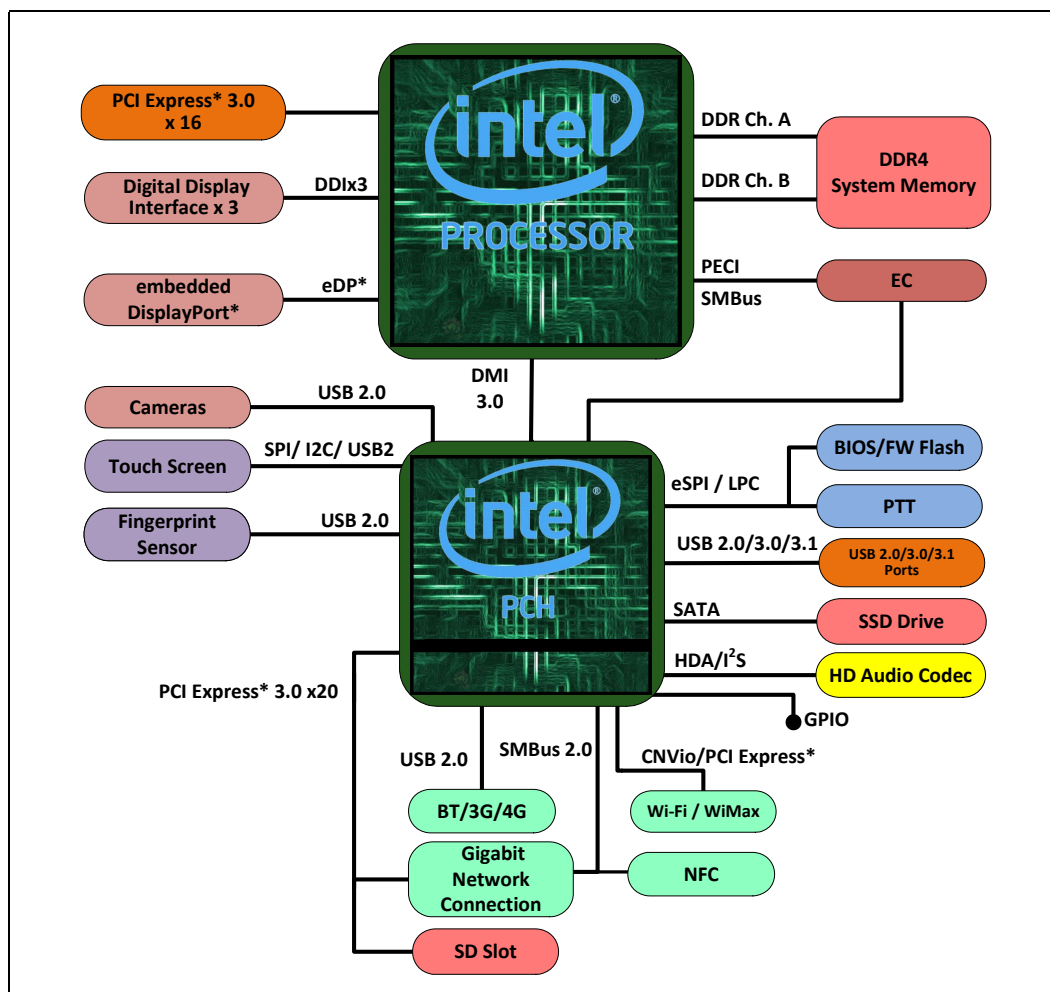 PCI Express* 3.0
x 16
Digital Display
Interface x 3
DDIx3
embedded
DisplayPort*
eDP*
intel®
PROCESSOR
DDR Ch. A
DDR Ch. B
DDR4
System Memory
PECI
SMBus
EC
DMI
3.0
Cameras
USB 2.0
Touch Screen
SPI/ I2C/ USB2
Fingerprint
Sensor
USB 2.0
intel®
PCH
eSPI / LPC
BIOS/FW Flash
PTT
USB 2.0/3.0/3.1
USB 2.0/3.0/3.1
Ports
SATA
SSD Drive
HDA/I²S
HD Audio Codec
GPIO
PCI Express* 3.0 x20
USB 2.0
SMBus 2.0
CNVio/PCI Express*
BT/3G/4G
Wi-Fi / WiMax
Gigabit
Network
Connection
NFC
SD Slot